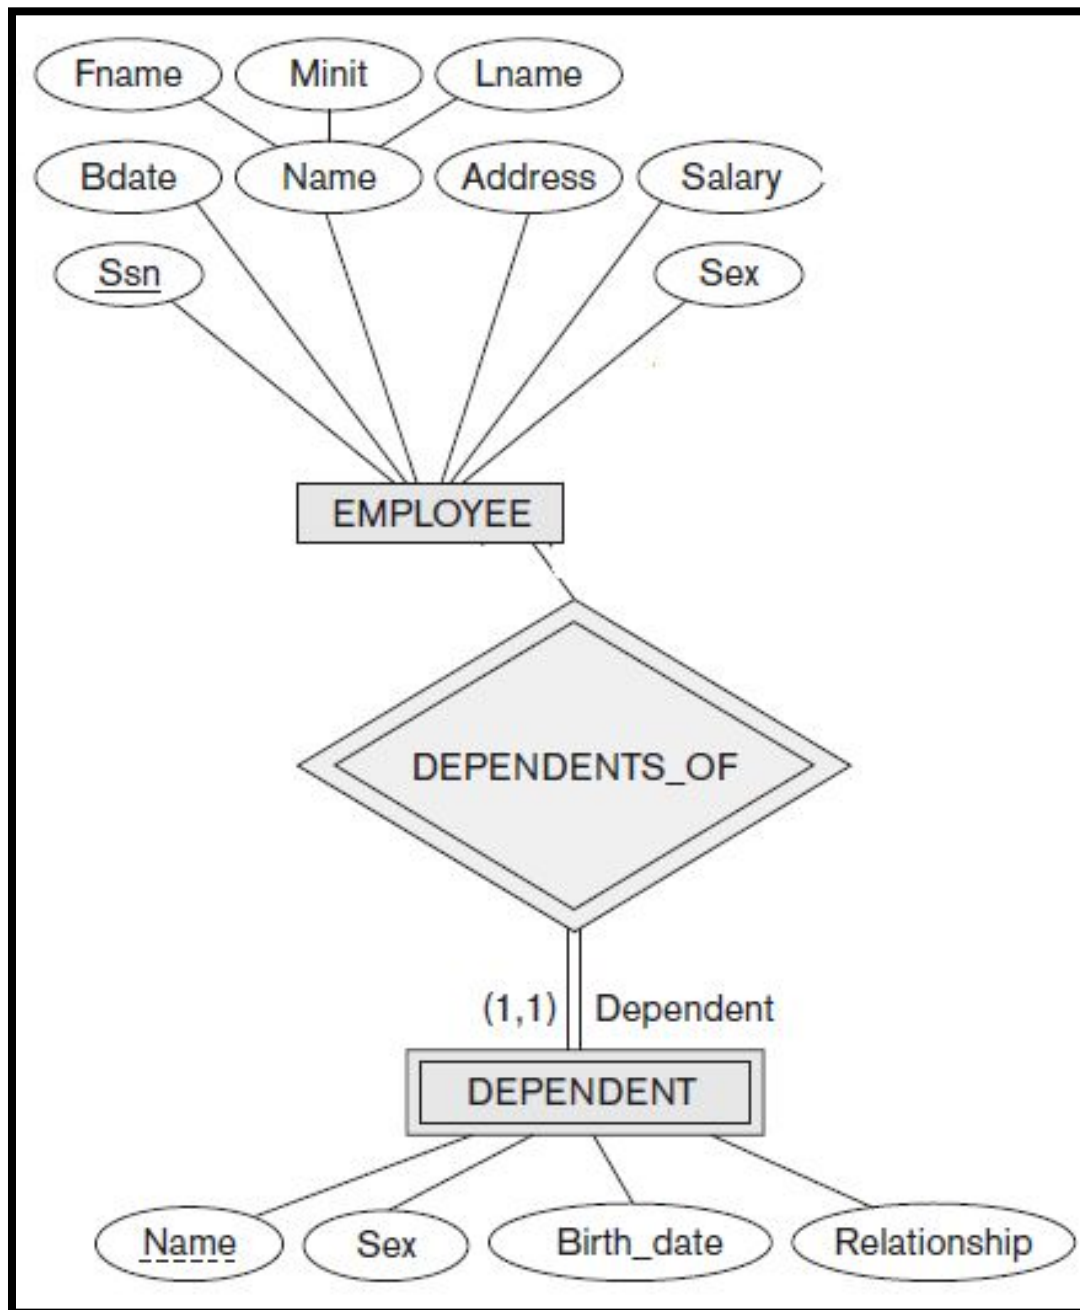 Fname Minit Lname
Bdate Name Address Salary
Ssn Sex
EMPLOYEE
DEPENDENTS_OF
(1,1) Dependent
DEPENDENT
Name Sex Birth_date Relationship